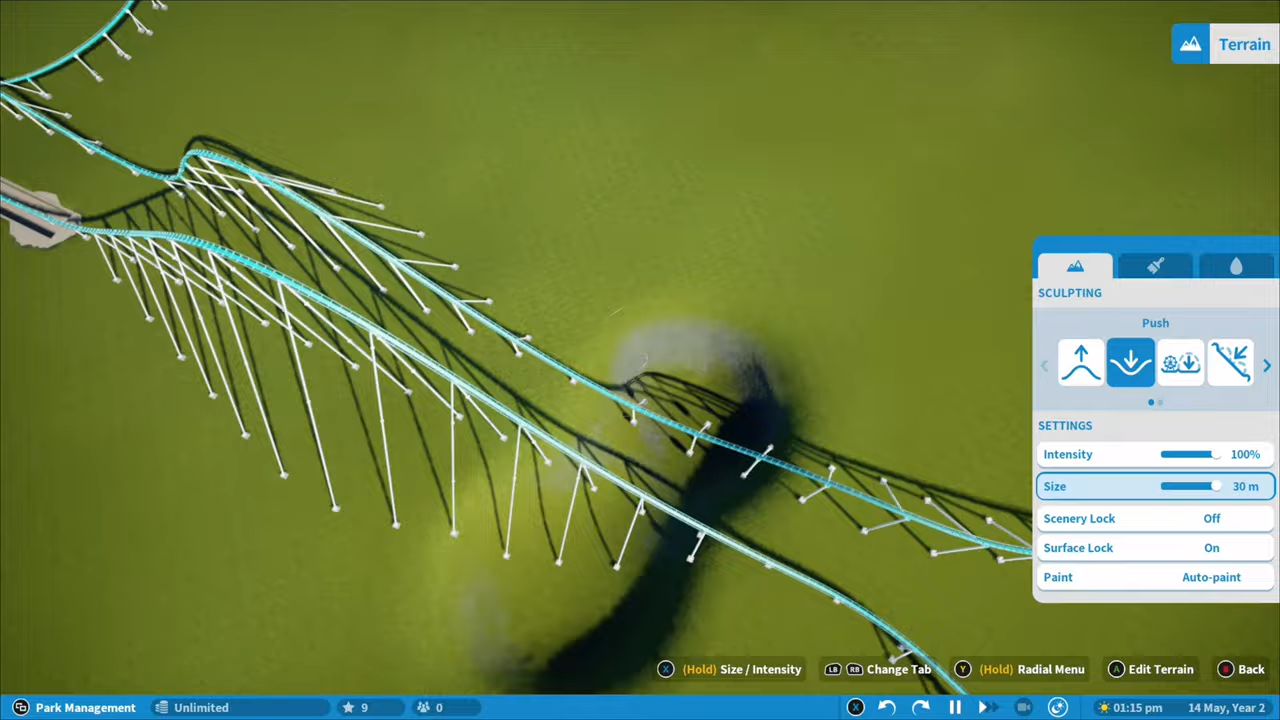 Terrain
SCULPTING
Push
SETTINGS
Intensity 100%
Size 30 m
Scenery Lock Off
Surface Lock On
Paint Auto-paint
X (Hold) Size / Intensity LB RB Change Tab Y (Hold) Radial Menu A Edit Terrain B Back
Park Management Unlimited 9 0 X 01:15 pm 14 May, Year 2